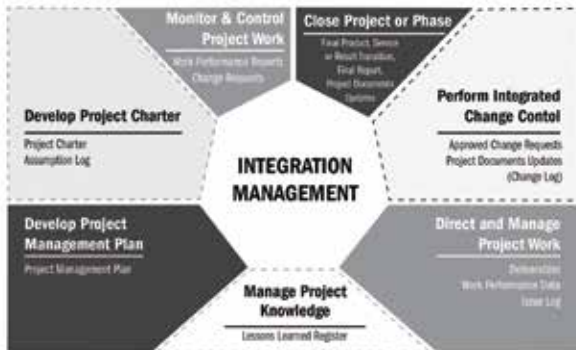 Monitor & Control
Project Work
Work Performance Reports
Change Requests
Close Project or Phase
Final Product, Service
or Result Transition,
Final Report,
Project Documents
Updates
Develop Project Charter
Project Charter
Assumption Log
Perform Integrated
Change Contol
Approved Change Requests
Project Documents Updates
(Change Log)
INTEGRATION
MANAGEMENT
Develop Project
Management Plan
Project Management Plan
Direct and Manage
Project Work
Deliverables
Work Performance Data
Issue Log
Manage Project
Knowledge
Lessons Learned Register